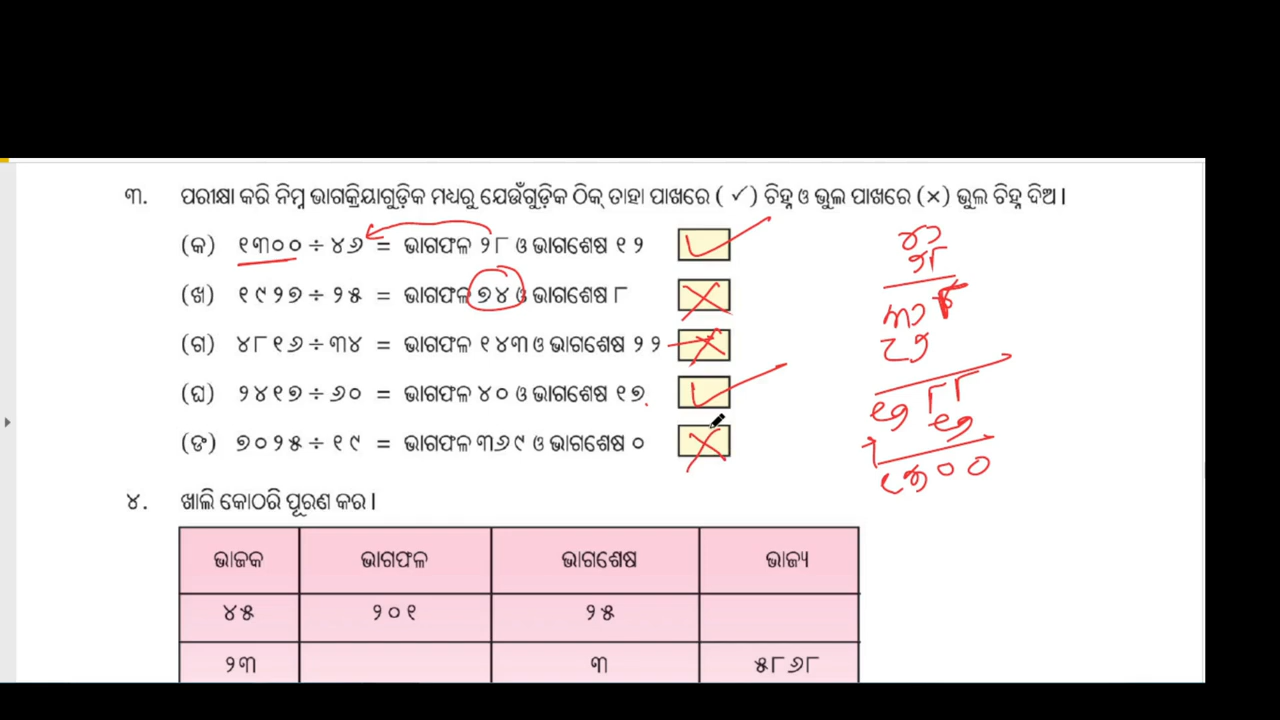 ୩. ପରୀକ୍ଷା କରି ନିମ୍ନ ଭାଗକ୍ରିୟାଗୁଡ଼ିକ ମଧ୍ୟରୁ ଯେଉଁଗୁଡ଼ିକ ଠିକ୍ ତାହା ପାଖରେ ( ✓ ) ଚିହ୍ନ ଓ ଭୁଲ ପାଖରେ (×) ଭୁଲ ଚିହ୍ନ ଦିଅ ।
(କ) ୧୩୦୦ ÷ ୪୬ = ଭାଗଫଳ ୨୮ ଓ ଭାଗଶେଷ ୧୨ ✓
(ଖ) ୧୯୨୭ ÷ ୨୫ = ଭାଗଫଳ ୭୪ ଓ ଭାଗଶେଷ ୮ ×
(ଗ) ୪୮୧୬ ÷ ୩୪ = ଭାଗଫଳ ୧୪୩ ଓ ଭାଗଶେଷ ୨୨ ×
(ଘ) ୨୪୧୭ ÷ ୬୦ = ଭାଗଫଳ ୪୦ ଓ ଭାଗଶେଷ ୧୭ ✓
(ଙ) ୭୦୨୫ ÷ ୧୯ = ଭାଗଫଳ ୩୬୯ ଓ ଭାଗଶେଷ ୦ ×
୪. ଖାଲି କୋଠରି ପୂରଣ କର ।
ଭାଜକ ଭାଗଫଳ ଭାଗଶେଷ ଭାଜ୍ୟ
୪୫ ୨୦୧ ୨୫
୨୩ ୩ ୫୮୬୮